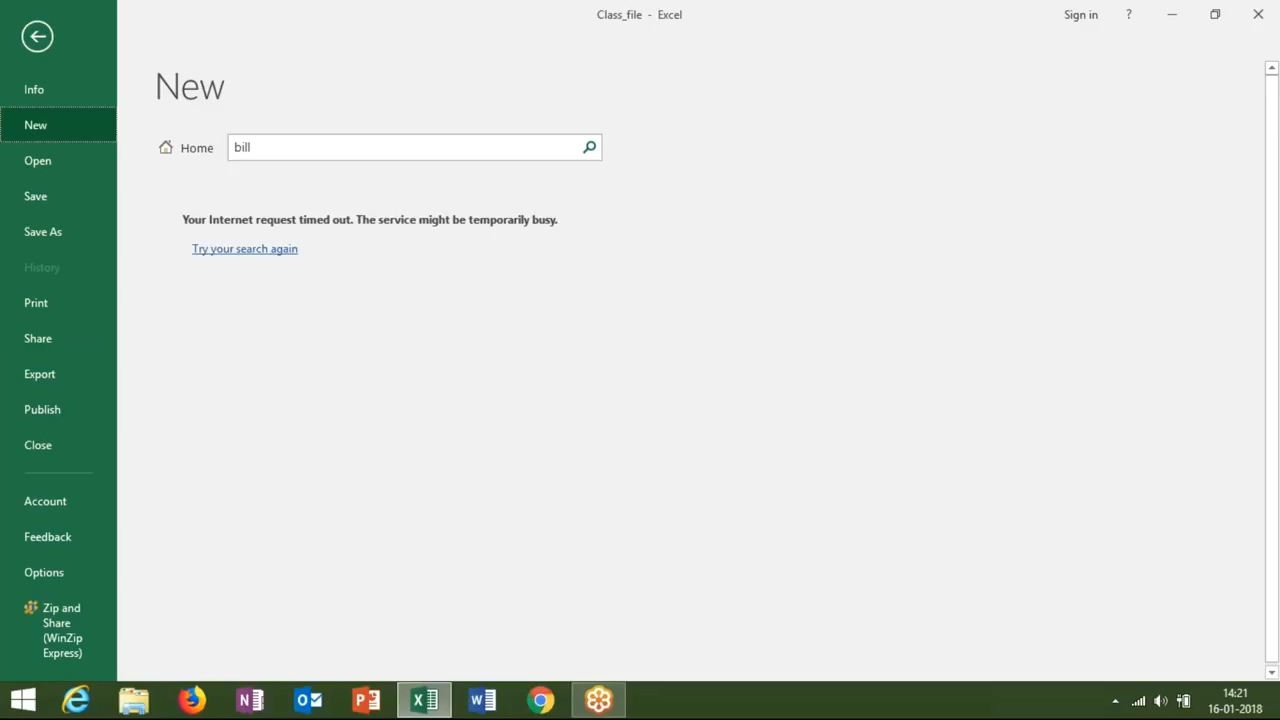 Class_file - Excel
Sign in
?
New
Home
bill
Your Internet request timed out. The service might be temporarily busy.
Try your search again
Info
New
Open
Save
Save As
History
Print
Share
Export
Publish
Close
Account
Feedback
Options
Zip and
Share
(WinZip
Express)
14:21
16-01-2018